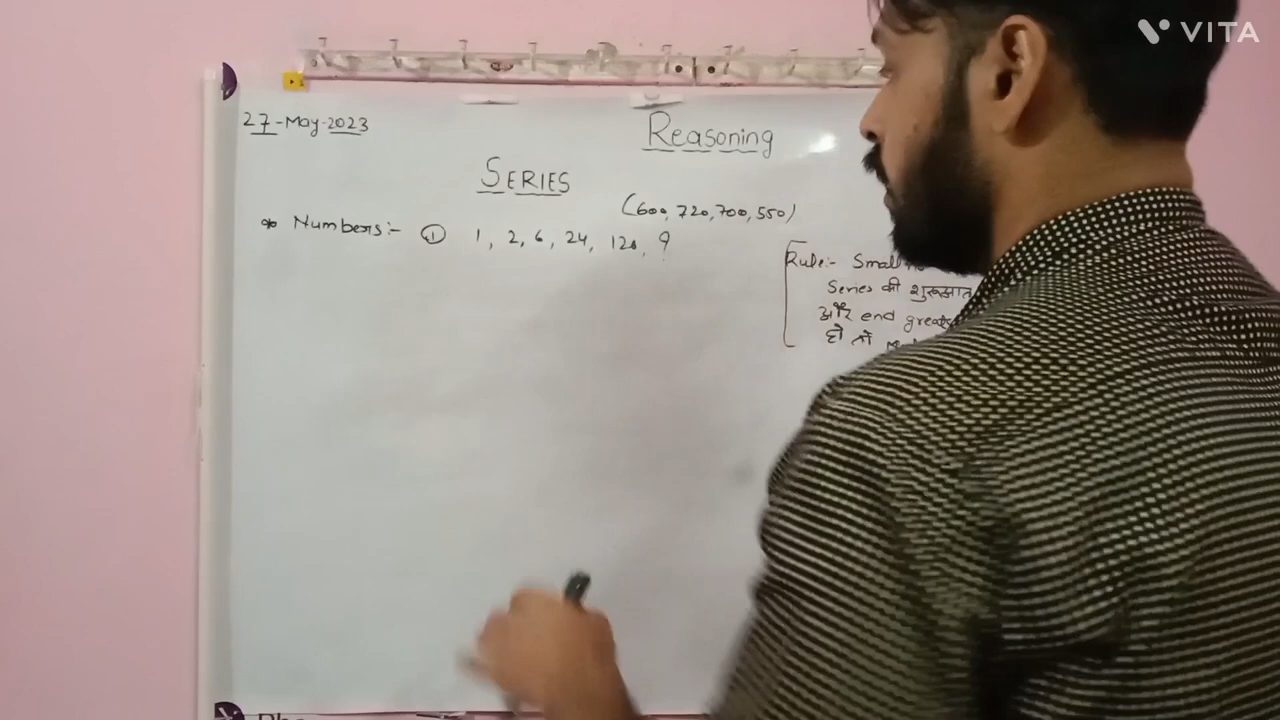 VITA
27-May-2023
Reasoning
SERIES
(600, 720, 700, 550)
* Numbers:- ① 1, 2, 6, 24, 120, ?
Rule:- Small
Series की शुरूआत
और end
हो तो